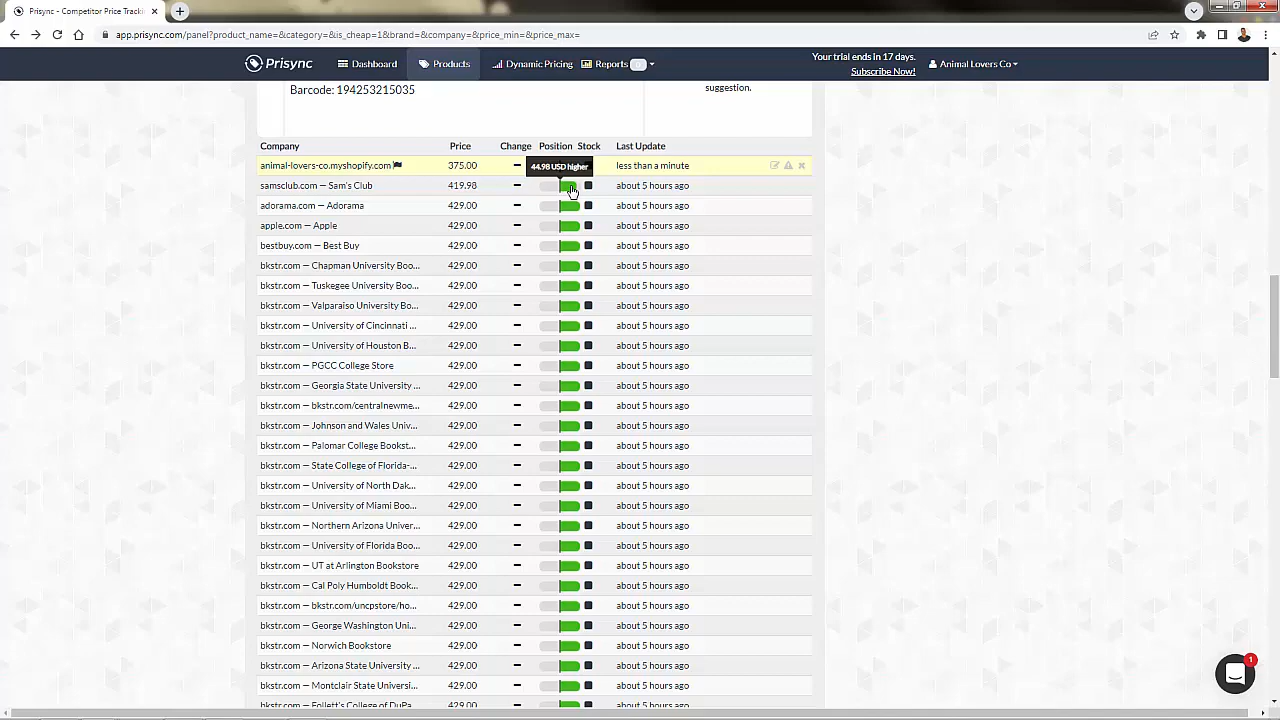 Prisync - Competitor Price Tracki
app.prisync.com/panel?product_name=&category=&is_cheap=1&brand=&company=&price_min=&price_max=
Prisync
Dashboard
Products
Dynamic Pricing
Reports
Your trial ends in 17 days.
Subscribe Now!
Animal Lovers Co
Barcode: 194253215035
suggestion.
Company Price Change Position Stock Last Update
animal-lovers-co.myshopify.com 375.00 less than a minute
44.98 USD higher
samsclub.com — Sam's Club 419.98 about 5 hours ago
adorama.com — Adorama 429.00 about 5 hours ago
apple.com — Apple 429.00 about 5 hours ago
bestbuy.com — Best Buy 429.00 about 5 hours ago
bkstr.com — Chapman University Boo... 429.00 about 5 hours ago
bkstr.com — Tuskegee University Boo... 429.00 about 5 hours ago
bkstr.com — Valparaiso University Bo... 429.00 about 5 hours ago
bkstr.com — University of Cincinnati ... 429.00 about 5 hours ago
bkstr.com — University of Houston B... 429.00 about 5 hours ago
bkstr.com — PGCC College Store 429.00 about 5 hours ago
bkstr.com — Georgia State University ... 429.00 about 5 hours ago
bkstr.com — bkstr.com/centralnewme... 429.00 about 5 hours ago
bkstr.com — Johnson and Wales Univ... 429.00 about 5 hours ago
bkstr.com — Palomar College Bookst... 429.00 about 5 hours ago
bkstr.com — State College of Florida-... 429.00 about 5 hours ago
bkstr.com — University of North Dak... 429.00 about 5 hours ago
bkstr.com — University of Miami Boo... 429.00 about 5 hours ago
bkstr.com — Northern Arizona Univer... 429.00 about 5 hours ago
bkstr.com — University of Florida Boo... 429.00 about 5 hours ago
bkstr.com — UT at Arlington Bookstore 429.00 about 5 hours ago
bkstr.com — Cal Poly Humboldt Book... 429.00 about 5 hours ago
bkstr.com — bkstr.com/uncpstore/ho... 429.00 about 5 hours ago
bkstr.com — George Washington Uni... 429.00 about 5 hours ago
bkstr.com — Norwich Bookstore 429.00 about 5 hours ago
bkstr.com — Arizona State University ... 429.00 about 5 hours ago
bkstr.com — Montclair State Universi... 429.00 about 5 hours ago
bkstr.com — Follett's College of DuPa... 429.00 about 5 hours ago
1